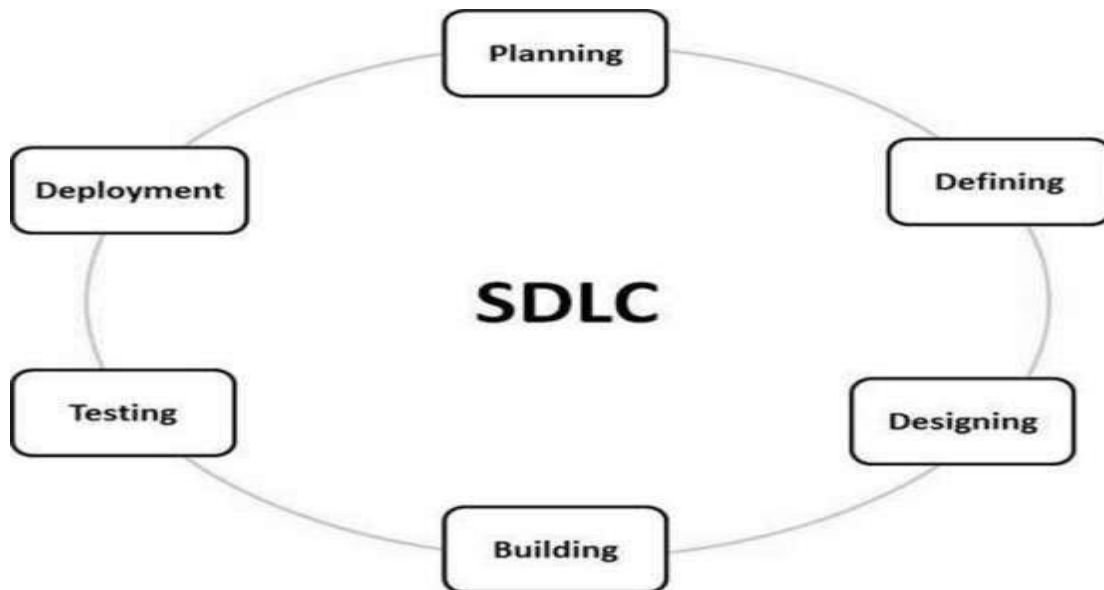 Planning
Defining
Designing
Building
Testing
Deployment
SDLC